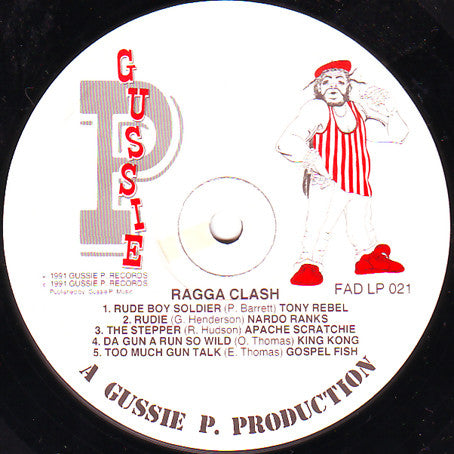 GUSSIE
P
℗ 1991 GUSSIE P. RECORDS
© 1991 GUSSIE P. RECORDS
Published by Gussie P. Music
FAD LP 021
RAGGA CLASH
1. RUDE BOY SOLDIER (P. Barrett) TONY REBEL
2. RUDIE (G. Henderson) NARDO RANKS
3. THE STEPPER (R. Hudson) APACHE SCRATCHIE
4. DA GUN A RUN SO WILD (O. Thomas) KING KONG
5. TOO MUCH GUN TALK (E. Thomas) GOSPEL FISH
A GUSSIE P. PRODUCTION